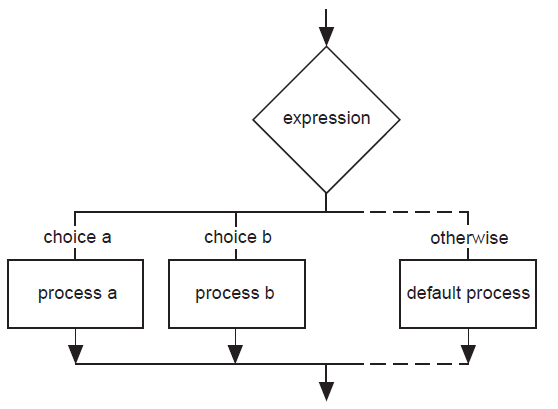 expression
choice a
choice b
otherwise
process a
process b
default process